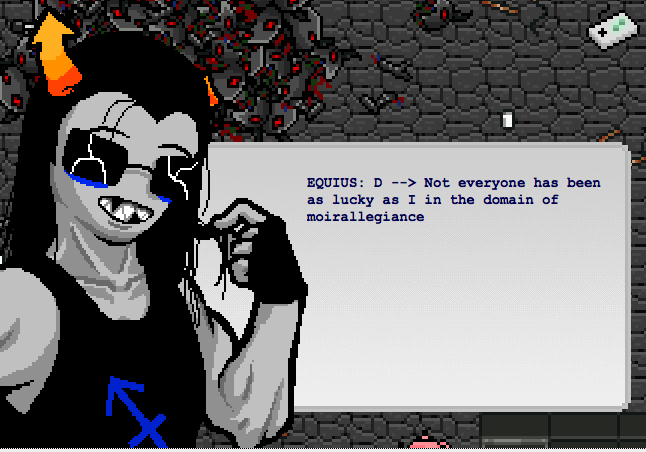 EQUIUS: D --> Not everyone has been
as lucky as I in the domain of
moirallegiance